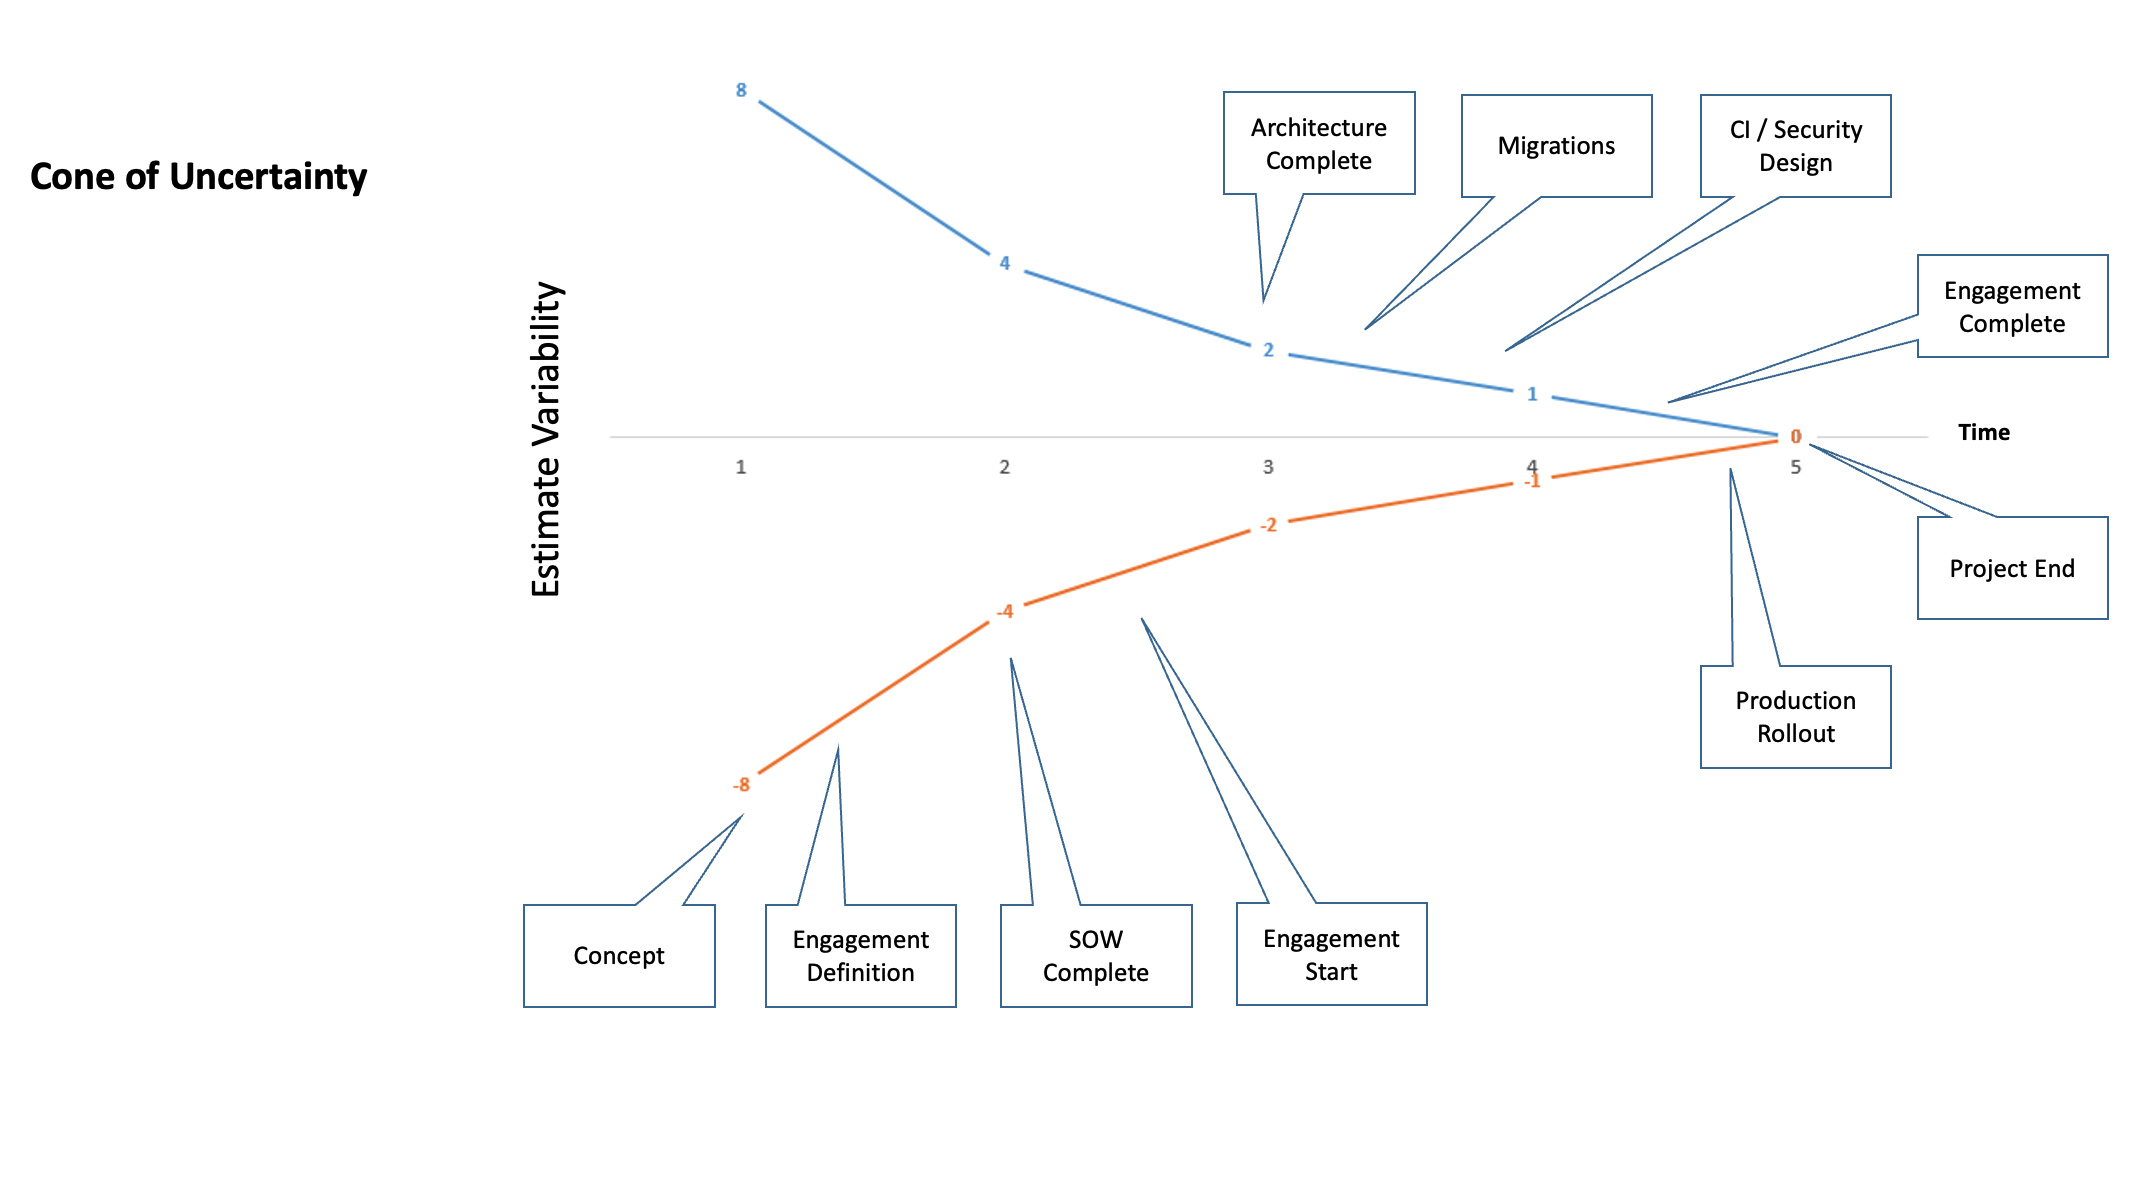 Cone of Uncertainty
Estimate Variability
8
4
2
1
0
Architecture
Complete
Migrations
CI / Security
Design
Engagement
Complete
Time
1
2
3
4
5
-1
-2
-4
-8
Project End
Production
Rollout
Concept
Engagement
Definition
SOW
Complete
Engagement
Start